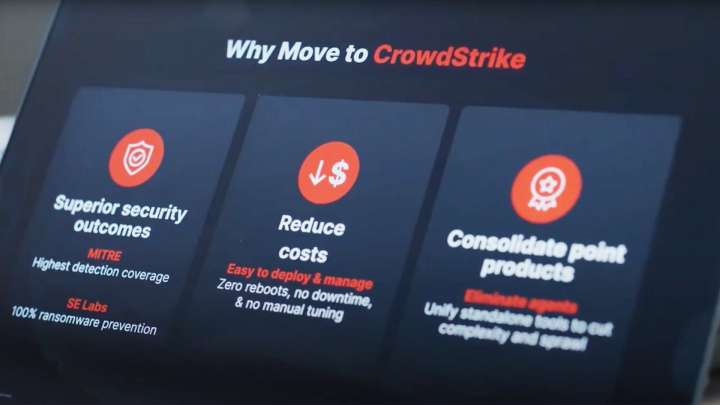 Why Move to CrowdStrike
Superior security
outcomes
MITRE
Highest detection coverage
SE Labs
100% ransomware prevention
Reduce
costs
Easy to deploy & manage
Zero reboots, no downtime,
& no manual tuning
Consolidate point
products
Eliminate agents
Unify standalone tools to cut
complexity and sprawl